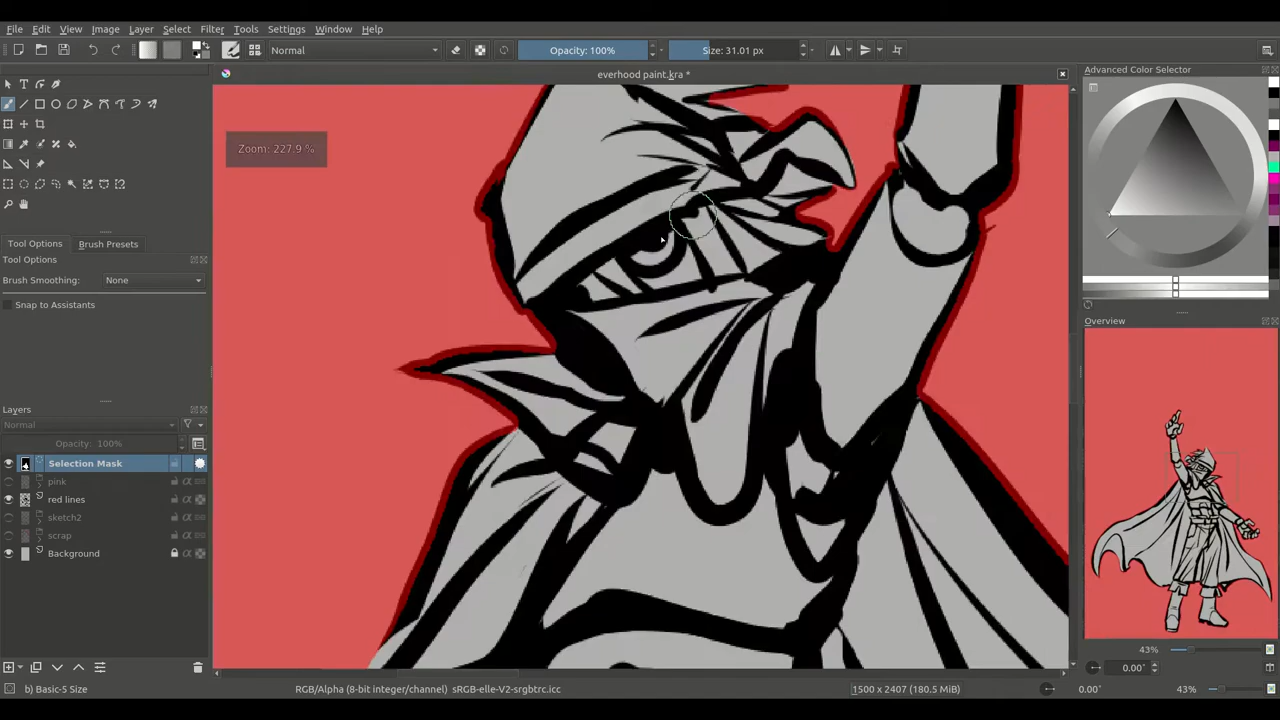 File Edit View Image Layer Select Filter Tools Settings Window Help
Normal Opacity: 100% Size: 31.01 px
everhood paint.kra *
Advanced Color Selector
Zoom: 227.9 %
Tool Options Brush Presets
Tool Options
Brush Smoothing: None
Snap to Assistants
Overview
Layers
Normal
Opacity: 100%
Selection Mask
pink
red lines
sketch2
scrap
Background
43%
0.00°
b) Basic-5 Size RGB/Alpha (8-bit integer/channel) sRGB-elle-V2-srgbtrc.icc 1500 x 2407 (180.5 MiB) 0.00° 43%